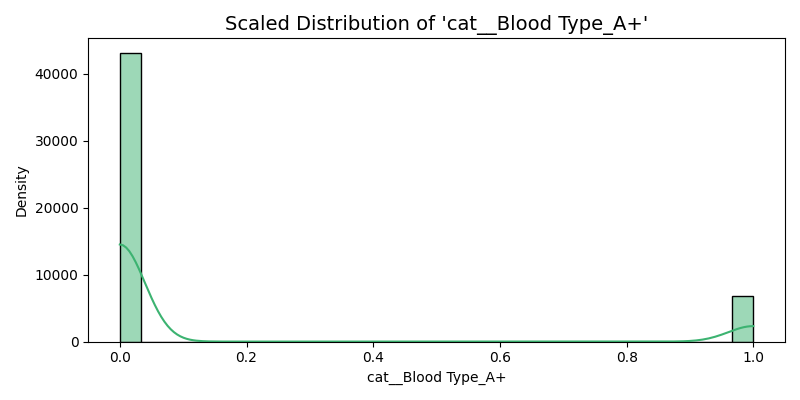 Scaled Distribution of 'cat__Blood Type_A+'
Density
40000
30000
20000
10000
0
0.0 0.2 0.4 0.6 0.8 1.0
cat__Blood Type_A+